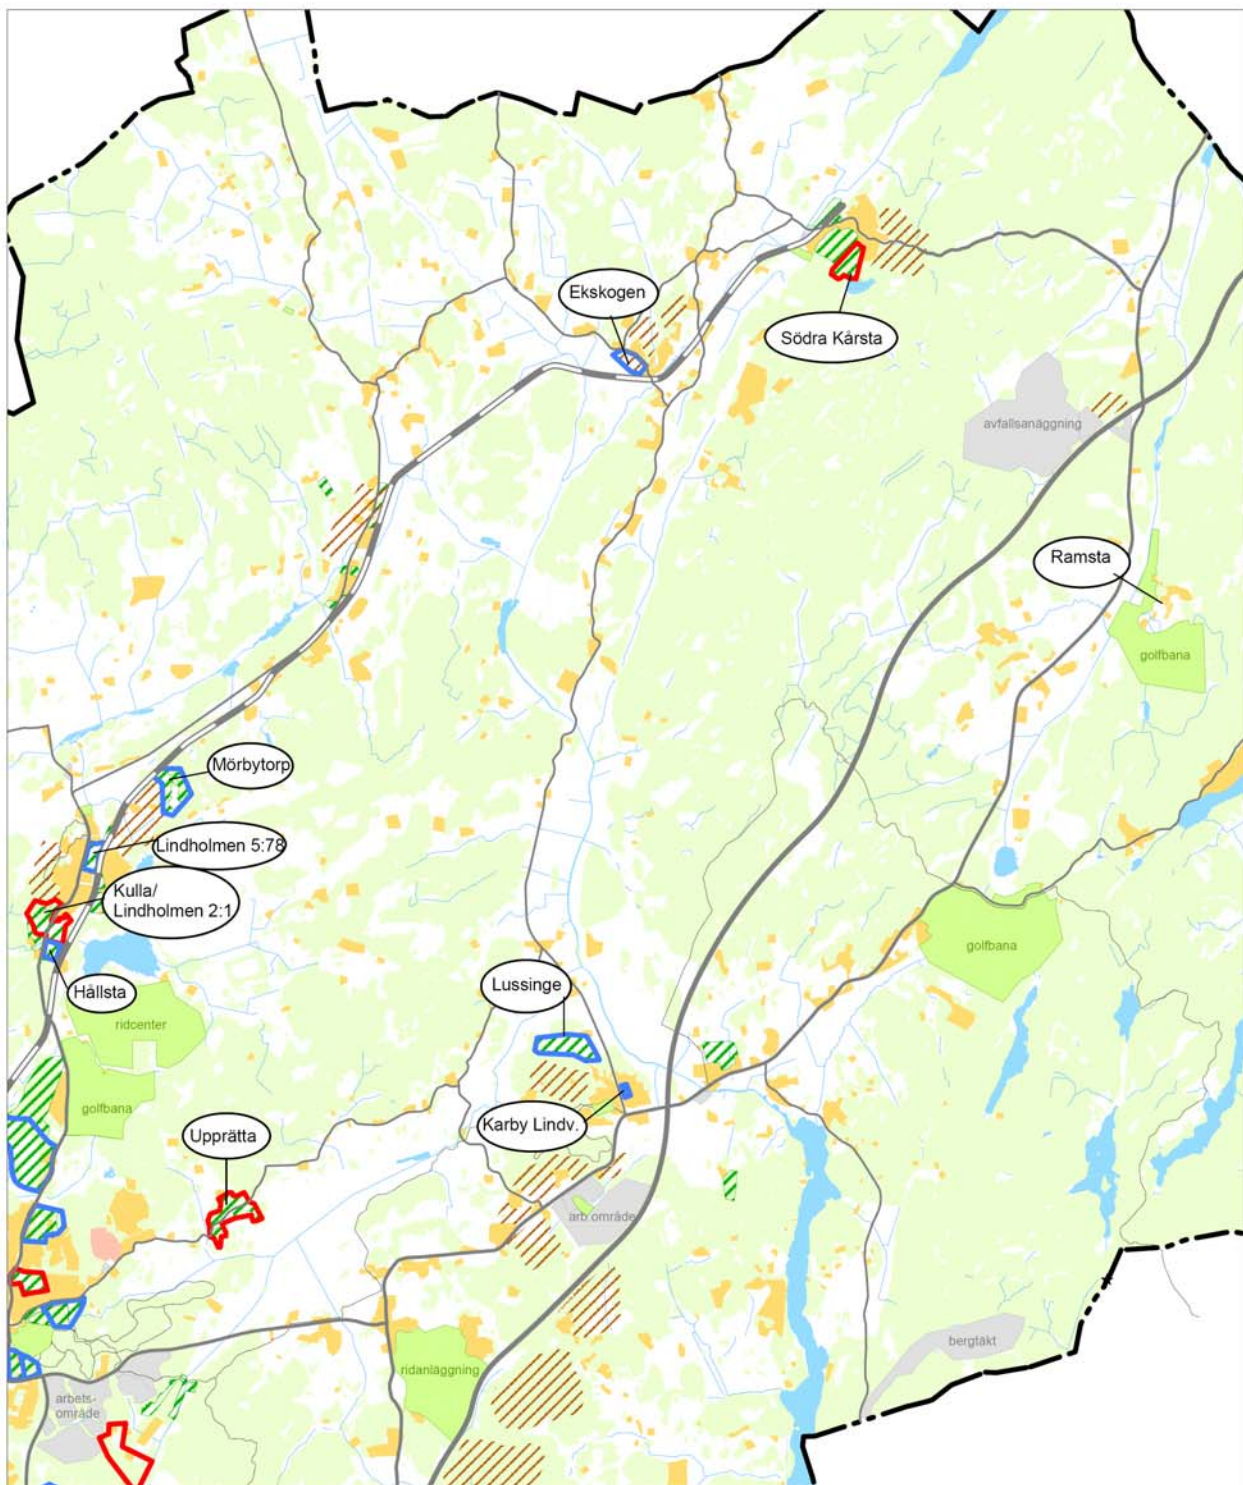 Ekskogen
Södra Kårsta
avfallsanäggning
Ramsta
golfbana
Mörbytorp
Lindholmen 5:78
Kulla/
Lindholmen 2:1
golfbana
Lussinge
Hållsta
ridcenter
golfbana
Karby Lindv.
Upprätta
arb.område
bergtäkt
ridanläggning
arbets-
område